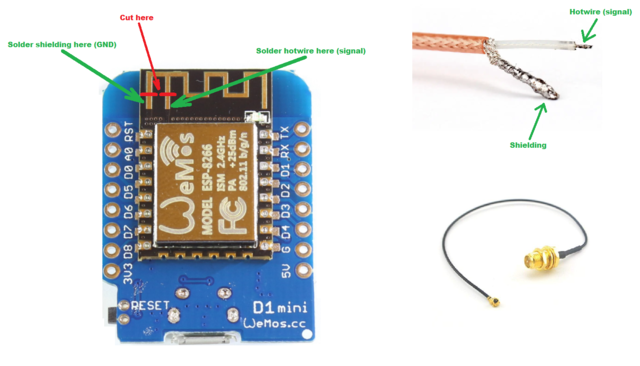 Cut here
Hotwire (signal)
Solder shielding here (GND)
Solder hotwire here (signal)
Shielding
RST
A0
D0
D5
D6
D7
D8
3V3
TX
RX
D1
D2
D3
D4
G
5V
WeMos
MODEL ESP-8266
ISM 2.4GHz
PA +25dBm
802.11 b/g/n
FC
RESET
D1 mini
WeMos.cc